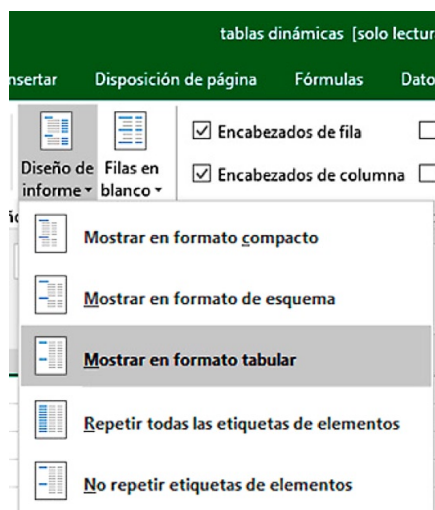 tablas dinámicas [solo lectur
nsertar Disposición de página Fórmulas Dato
Encabezados de fila
Diseño de informe Filas en blanco
Encabezados de columna
Mostrar en formato compacto
Mostrar en formato de esquema
Mostrar en formato tabular
Repetir todas las etiquetas de elementos
No repetir etiquetas de elementos